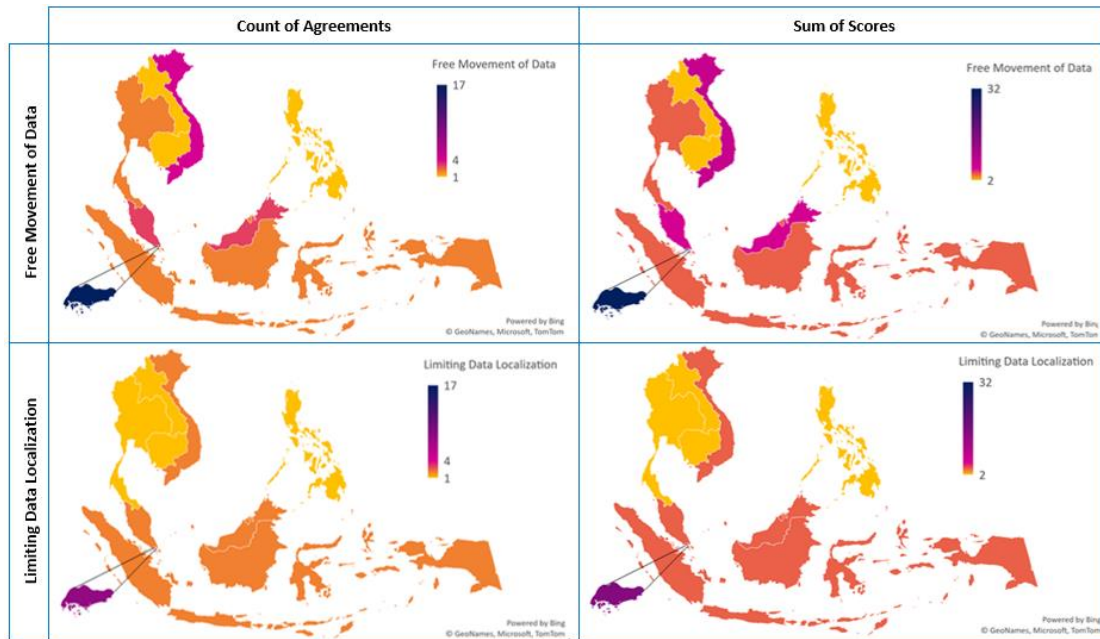 Count of Agreements
Sum of Scores
Free Movement of Data
Free Movement of Data
17
4
1
Powered by Bing
© GeoNames, Microsoft, TomTom
Free Movement of Data
32
2
Powered by Bing
© GeoNames, Microsoft, TomTom
Limiting Data Localization
Limiting Data Localization
17
4
1
Powered by Bing
© GeoNames, Microsoft, TomTom
Limiting Data Localization
32
2
Powered by Bing
© GeoNames, Microsoft, TomTom